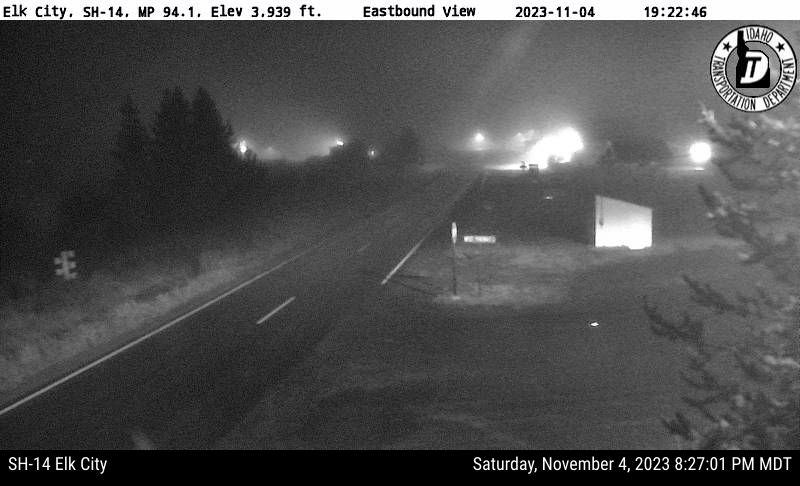 Elk City, SH-14, MP 94.1, Elev 3,939 ft. Eastbound View 2023-11-04 19:22:46
IDAHO
TRANSPORTATION DEPARTMENT
SH-14 Elk City Saturday, November 4, 2023 8:27:01 PM MDT